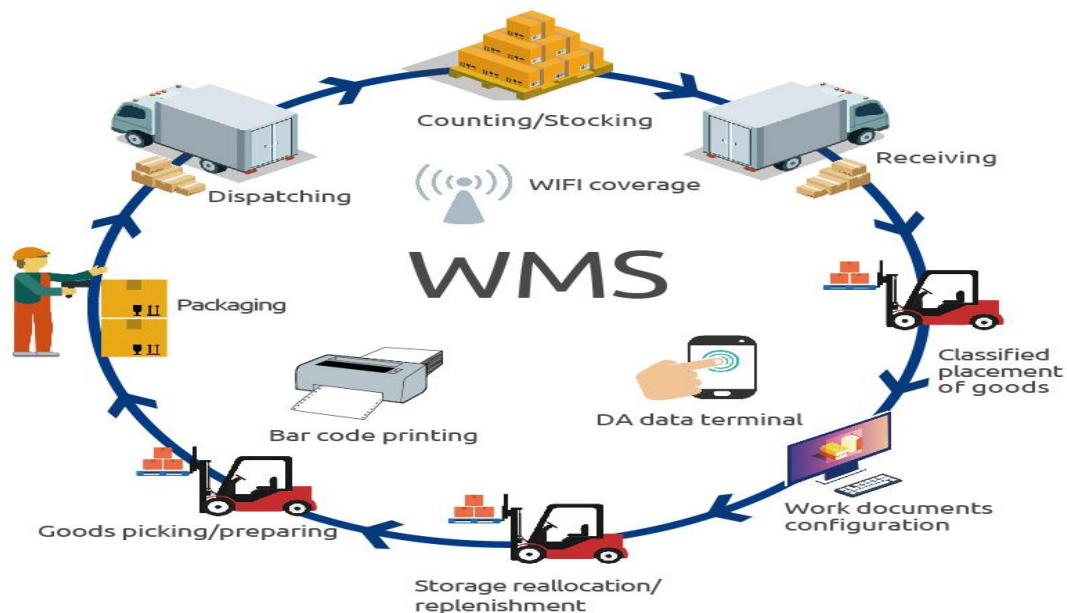 Counting/Stocking
Receiving
WIFI coverage
Dispatching
WMS
Packaging
Classified
placement
of goods
DA data terminal
Bar code printing
Work documents
configuration
Goods picking/preparing
Storage reallocation/
replenishment